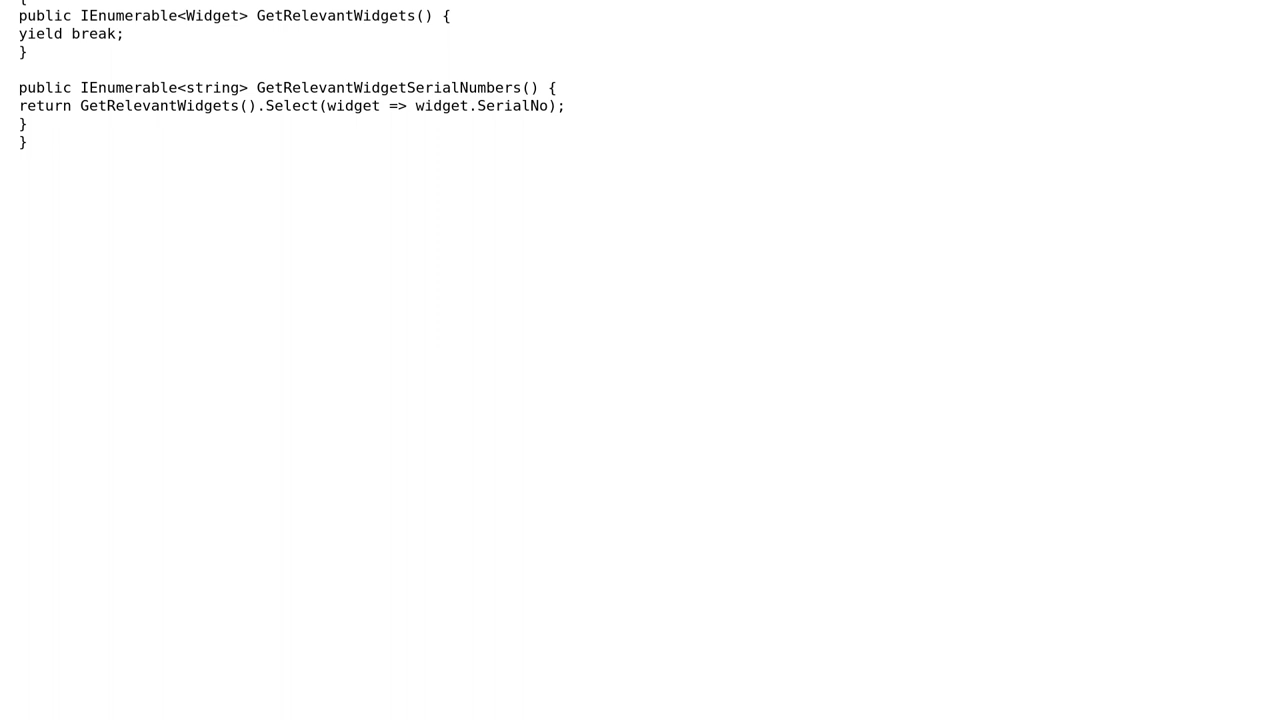 {
public IEnumerable<Widget> GetRelevantWidgets() {
yield break;
}

public IEnumerable<string> GetRelevantWidgetSerialNumbers() {
return GetRelevantWidgets().Select(widget => widget.SerialNo);
}
}